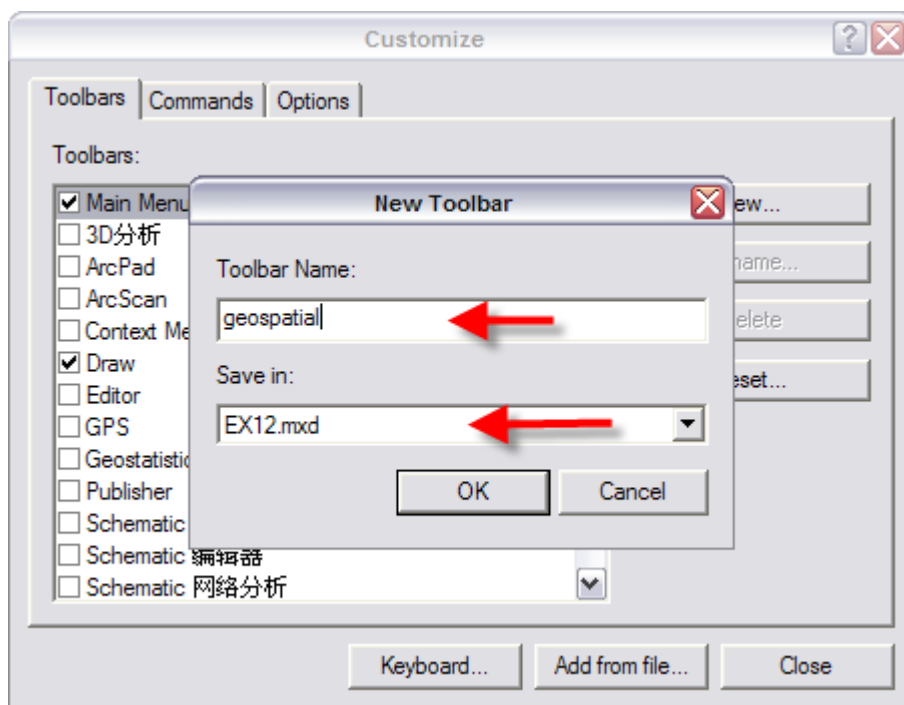 Customize
Toolbars Commands Options
Toolbars:
Main Menu
3D分析
ArcPad
ArcScan
Context Me
Draw
Editor
GPS
Geostatistic
Publisher
Schematic
Schematic 编辑器
Schematic 网络分析
New Toolbar
Toolbar Name:
geospatial
Save in:
EX12.mxd
OK Cancel
ew...
name...
elete
eset...
Keyboard... Add from file... Close